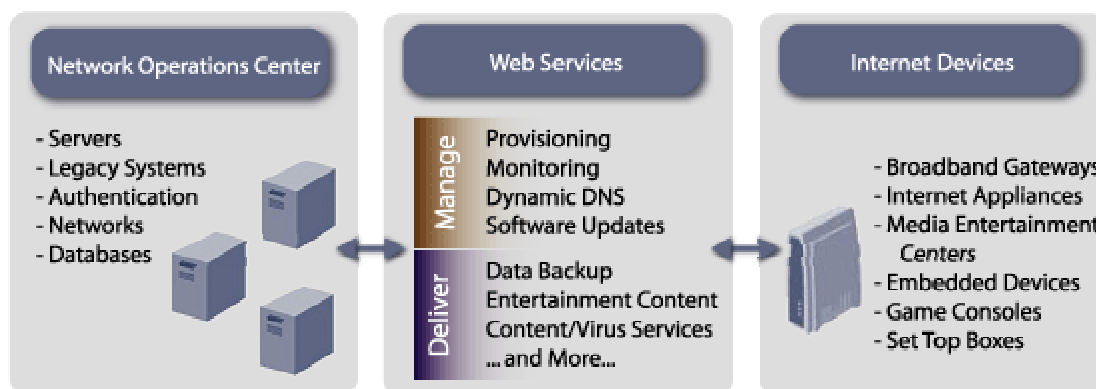 Network Operations Center
- Servers
- Legacy Systems
- Authentication
- Networks
- Databases
Web Services
Manage
Provisioning
Monitoring
Dynamic DNS
Software Updates
Deliver
Data Backup
Entertainment Content
Content/Virus Services
... and More...
Internet Devices
- Broadband Gateways
- Internet Appliances
- Media Entertainment
Centers
- Embedded Devices
- Game Consoles
- Set Top Boxes